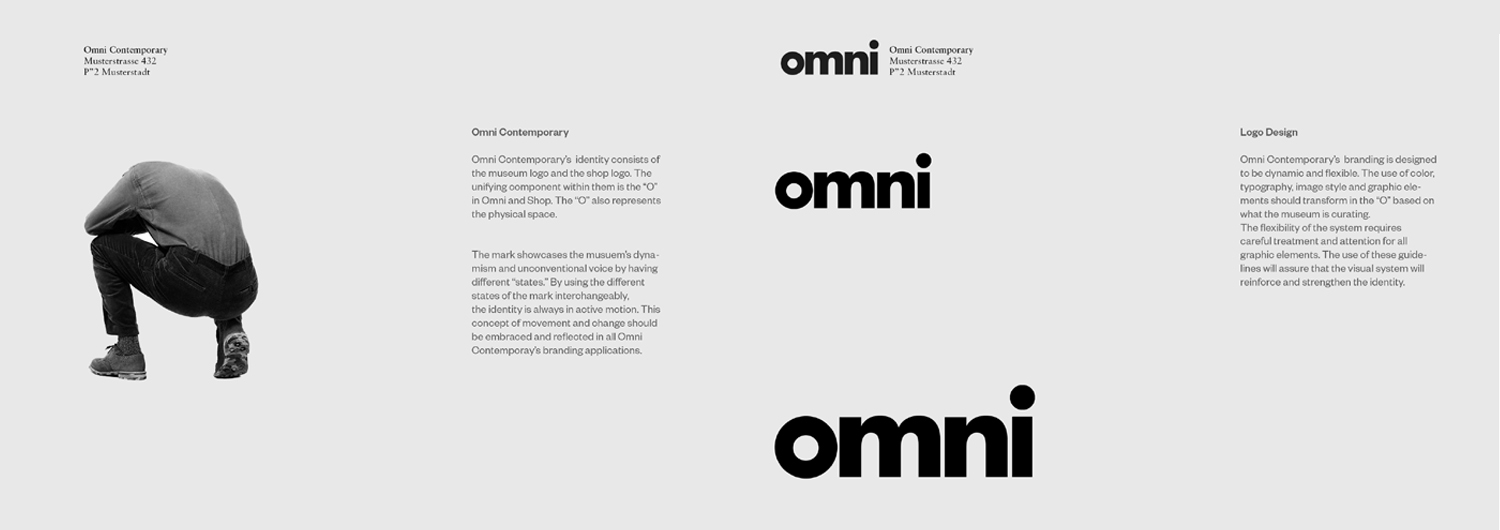 Omni Contemporary
Musterstrasse 432
P"2 Musterstadt
Omni Contemporary
Omni Contemporary's identity consists of
the museum logo and the shop logo. The
unifying component within them is the "O"
in Omni and Shop. The "O" also represents
the physical space.
The mark showcases the musuem's dyna-
mism and unconventional voice by having
different "states." By using the different
states of the mark interchangeably,
the identity is always in active motion. This
concept of movement and change should
be embraced and reflected in all Omni
Contemporay's branding applications.
omni
Omni Contemporary
Musterstrasse 432
P"2 Musterstadt
omni
omni
Logo Design
Omni Contemporary's branding is designed
to be dynamic and flexible. The use of color,
typography, image style and graphic ele-
ments should transform in the "O" based on
what the museum is curating.
The flexibility of the system requires
careful treatment and attention for all
graphic elements. The use of these guide-
lines will assure that the visual system will
reinforce and strengthen the identity.